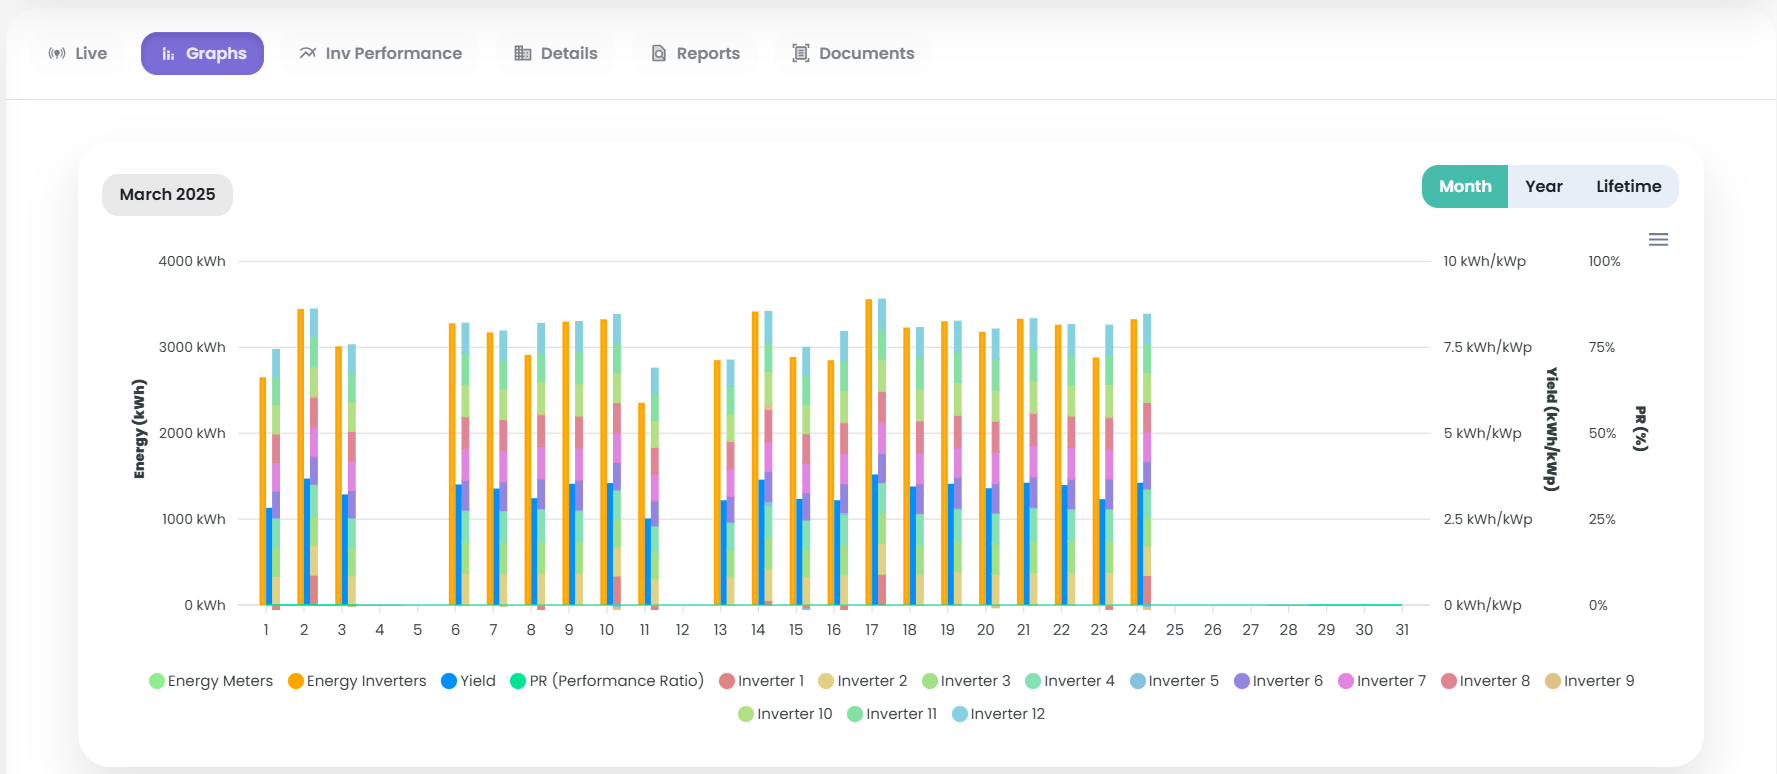 Live Graphs Inv Performance Details Reports Documents
March 2025
Month Year Lifetime
4000 kWh 10 kWh/kWp 100%
3000 kWh 7.5 kWh/kWp 75%
2000 kWh 5 kWh/kWp 50%
1000 kWh 2.5 kWh/kWp 25%
0 kWh 0 kWh/kWp 0%
Energy (kWh)
Yield (kWh/kWp)
PR (%)
1 2 3 4 5 6 7 8 9 10 11 12 13 14 15 16 17 18 19 20 21 22 23 24 25 26 27 28 29 30 31
Energy Meters Energy Inverters Yield PR (Performance Ratio) Inverter 1 Inverter 2 Inverter 3 Inverter 4 Inverter 5 Inverter 6 Inverter 7 Inverter 8 Inverter 9
Inverter 10 Inverter 11 Inverter 12